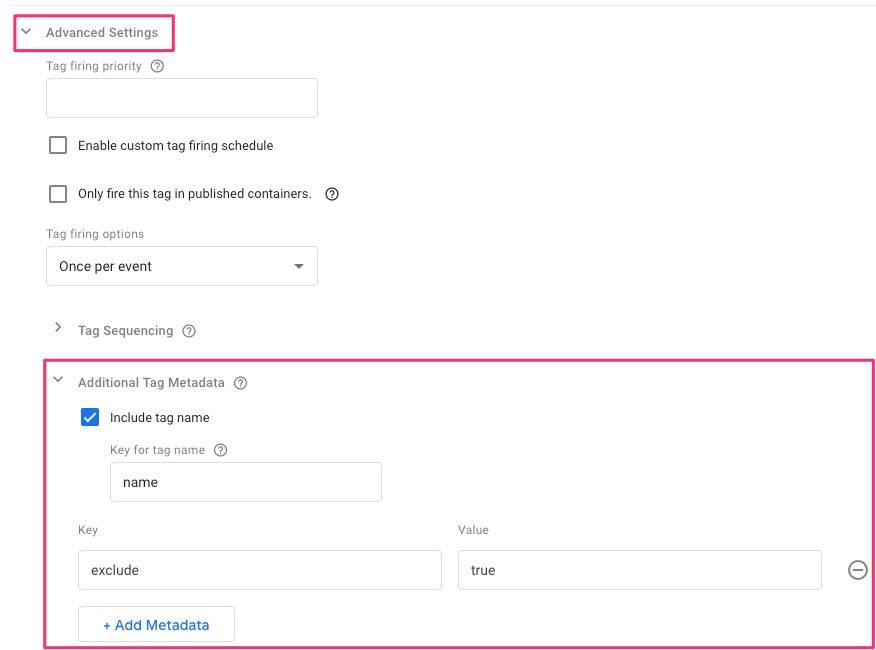 Advanced Settings
Tag firing priority
Enable custom tag firing schedule
Only fire this tag in published containers.
Tag firing options
Once per event
Tag Sequencing
Additional Tag Metadata
Include tag name
Key for tag name
name
Key Value
exclude true
+ Add Metadata